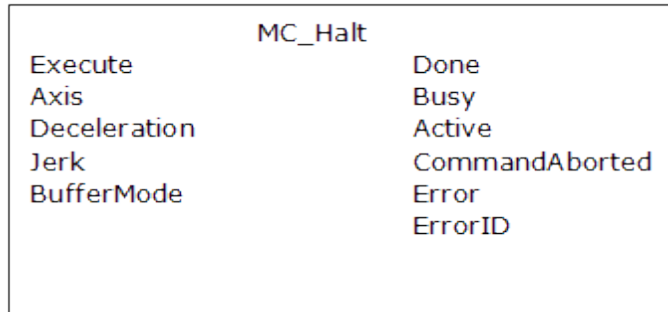 MC_Halt
Execute Done
Axis Busy
Deceleration Active
Jerk CommandAborted
BufferMode Error
ErrorID